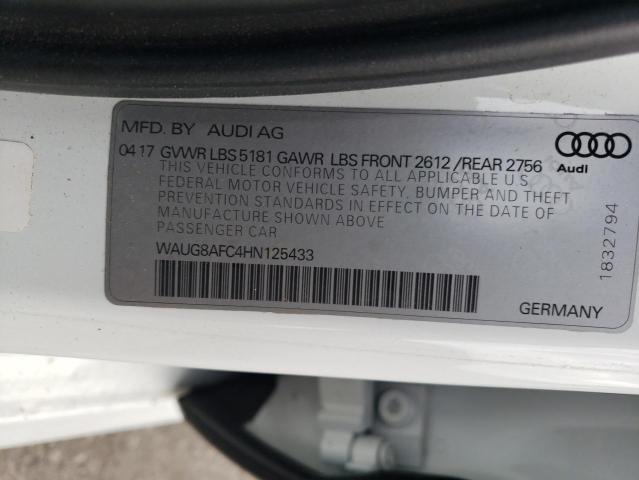 MFD. BY AUDI AG
04 17 GVWR LBS 5181 GAWR LBS FRONT 2612 /REAR 2756
THIS VEHICLE CONFORMS TO ALL APPLICABLE U S
FEDERAL MOTOR VEHICLE SAFETY, BUMPER AND THEFT
PREVENTION STANDARDS IN EFFECT ON THE DATE OF
MANUFACTURE SHOWN ABOVE
PASSENGER CAR
WAUG8AFC4HN125433
Audi
1832794
GERMANY